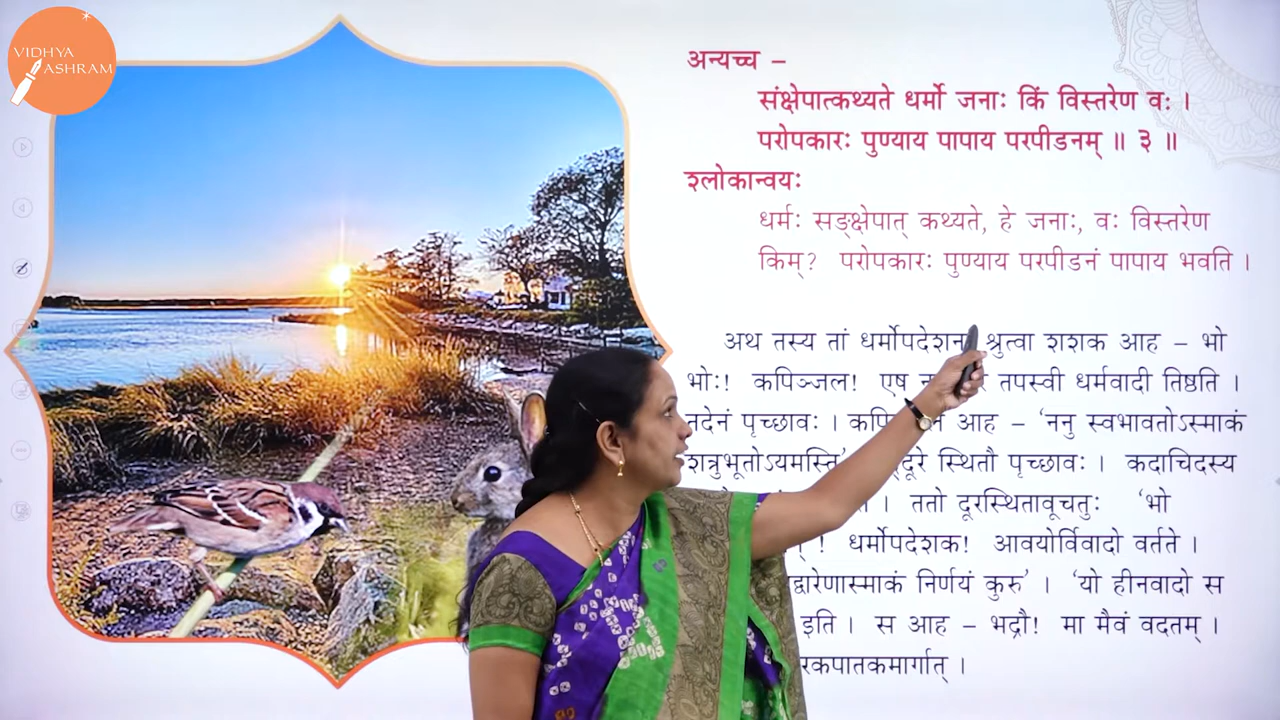 VIDHYA
ASHRAM
अन्यच्च –
संक्षेपात्कथ्यते धर्मो जनाः किं विस्तरेण वः ।
परोपकारः पुण्याय पापाय परपीडनम् ॥ ३ ॥
श्लोकान्वयः
धर्मः सङ्क्षेपात् कथ्यते, हे जनाः, वः विस्तरेण
किम्? परोपकारः पुण्याय परपीडनं पापाय भवति ।
अथ तस्य तां धर्मोपदेशनां श्रुत्वा शशक आह – भो
भोः! कपिञ्जल! एष तपस्वी धर्मवादी तिष्ठति ।
तदेनं पृच्छावः । आह – ‘ननु स्वभावतोऽस्माकं
शत्रुभूतोऽयमस्ति’ स्थितौ पृच्छावः । कदाचिदस्य
। ततो दूरस्थितावूचतुः ‘भो
! धर्मोपदेशक! आवयोर्विवादो वर्तते ।
निर्णयं कुरु’ । ‘यो हीनवादो स
इति । स आह – भद्रौ! मा मैवं वदतम् ।